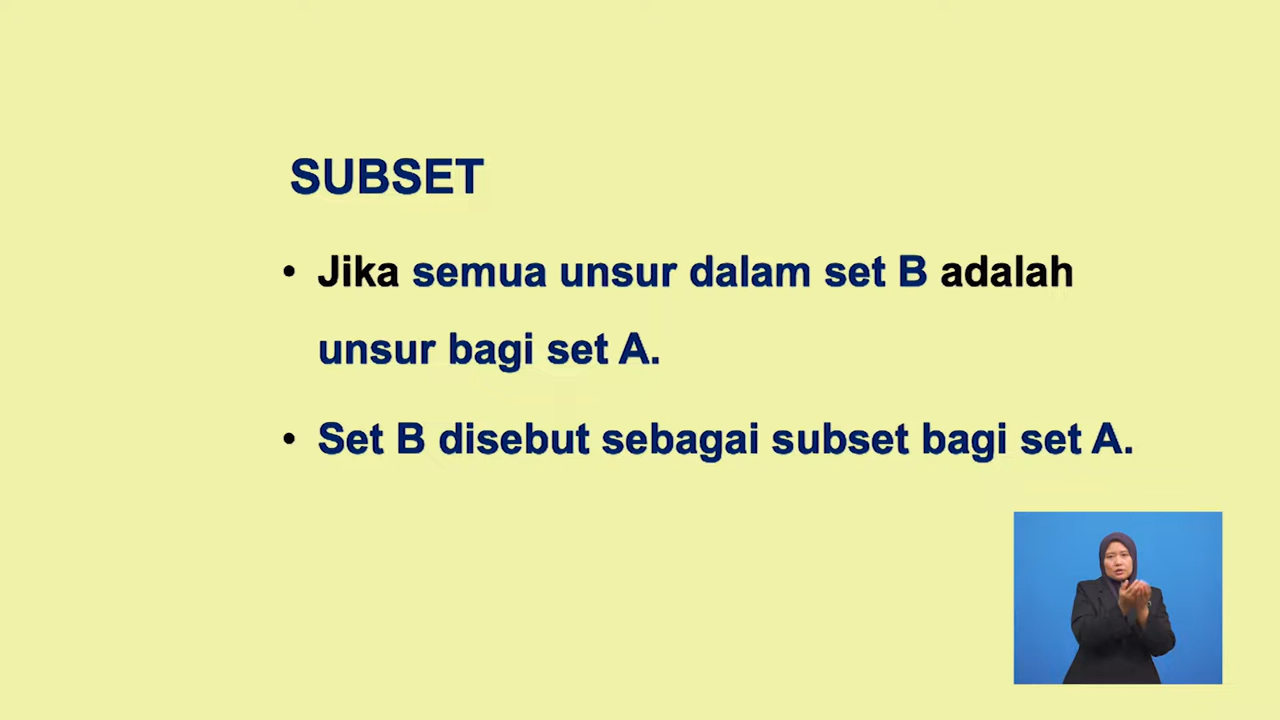 SUBSET
• Jika semua unsur dalam set B adalah
unsur bagi set A.
• Set B disebut sebagai subset bagi set A.